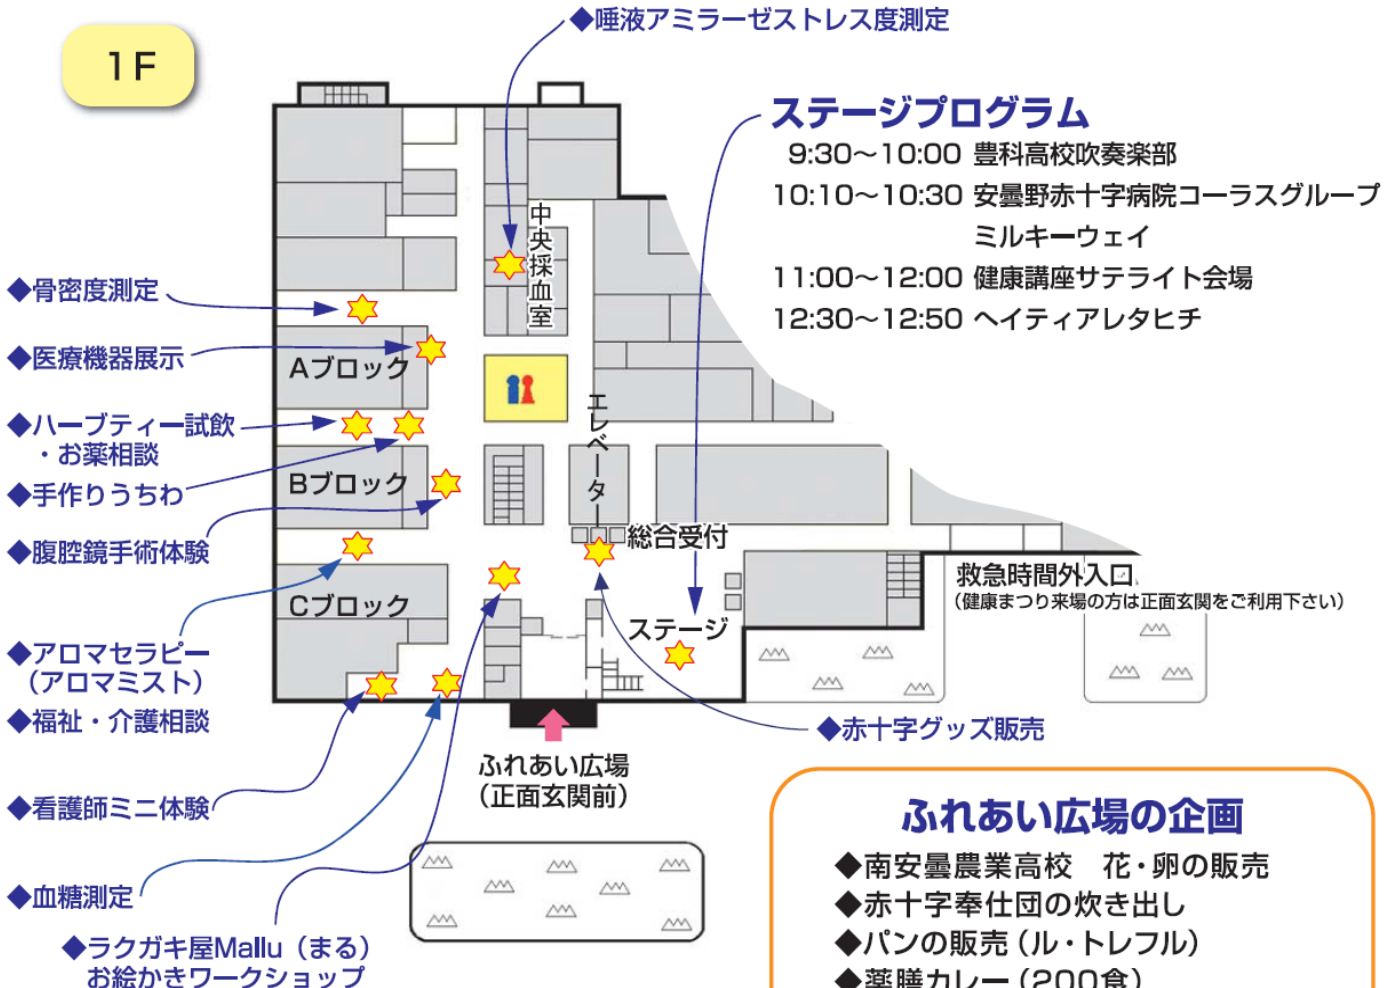 1F
◆唾液アミラーゼストレス度測定
ステージプログラム
9:30～10:00 豊科高校吹奏楽部
10:10～10:30 安曇野赤十字病院コーラスグループ
ミルキーウェイ
11:00～12:00 健康講座サテライト会場
12:30～12:50 ヘイティアレタヒチ
中央採血室
◆骨密度測定
◆医療機器展示
Aブロック
◆ハーブティー試飲
・お薬相談
エレベーター
◆手作りうちわ
Bブロック
◆腹腔鏡手術体験
総合受付
救急時間外入口
（健康まつり来場の方は正面玄関をご利用下さい）
Cブロック
ステージ
◆アロマセラピー
（アロマミスト）
◆福祉・介護相談
◆赤十字グッズ販売
ふれあい広場
（正面玄関前）
◆看護師ミニ体験
◆血糖測定
◆ラクガキ屋Mallu（まる）
お絵かきワークショップ
ふれあい広場の企画
◆南安曇農業高校　花・卵の販売
◆赤十字奉仕団の炊き出し
◆パンの販売（ル・トレフル）
◆薬膳カレー（200食）